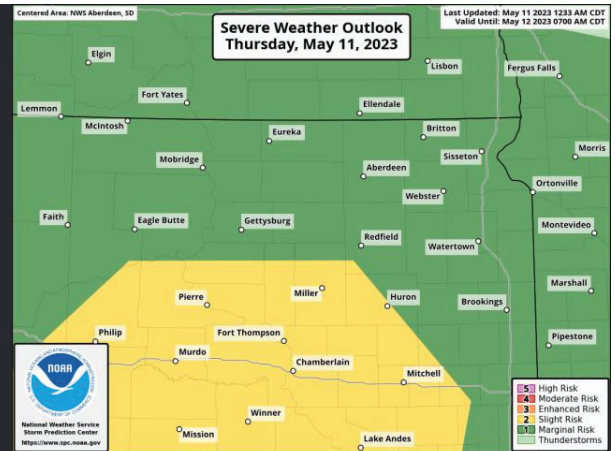 Centered Area: NWS Aberdeen, SD
Severe Weather Outlook
Thursday, May 11, 2023
Last Updated: May 11 2023 1233 AM CDT
Valid Until: May 12 2023 0700 AM CDT
Elgin
Lisbon
Fergus Falls
Fort Yates
Lemmon
Ellendale
McIntosh
Eureka
Britton
Mobridge
Sisseton
Morris
Aberdeen
Webster
Ortonville
Faith
Eagle Butte
Gettysburg
Montevideo
Redfield
Watertown
Pierre
Miller
Huron
Brookings
Marshall
Philip
Fort Thompson
Pipestone
Murdo
Chamberlain
Mitchell
Winner
Mission
Lake Andes
NOAA
National Weather Service
Storm Prediction Center
https://www.spc.noaa.gov
5 High Risk
4 Moderate Risk
3 Enhanced Risk
2 Slight Risk
1 Marginal Risk
Thunderstorms